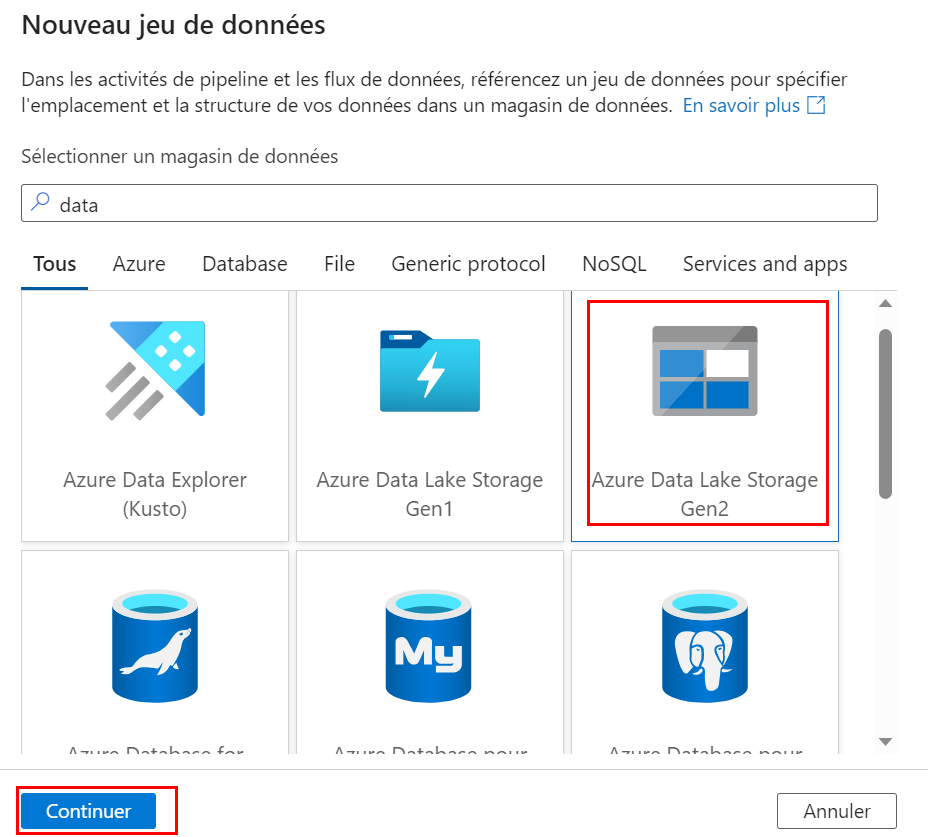 Nouveau jeu de données
Dans les activités de pipeline et les flux de données, référencez un jeu de données pour spécifier
l'emplacement et la structure de vos données dans un magasin de données. En savoir plus
Sélectionner un magasin de données
data
Tous Azure Database File Generic protocol NoSQL Services and apps
Azure Data Explorer
(Kusto)
Azure Data Lake Storage
Gen1
Azure Data Lake Storage
Gen2
My
Azure Database for
Azure Database pour
Azure Database pour
Continuer
Annuler